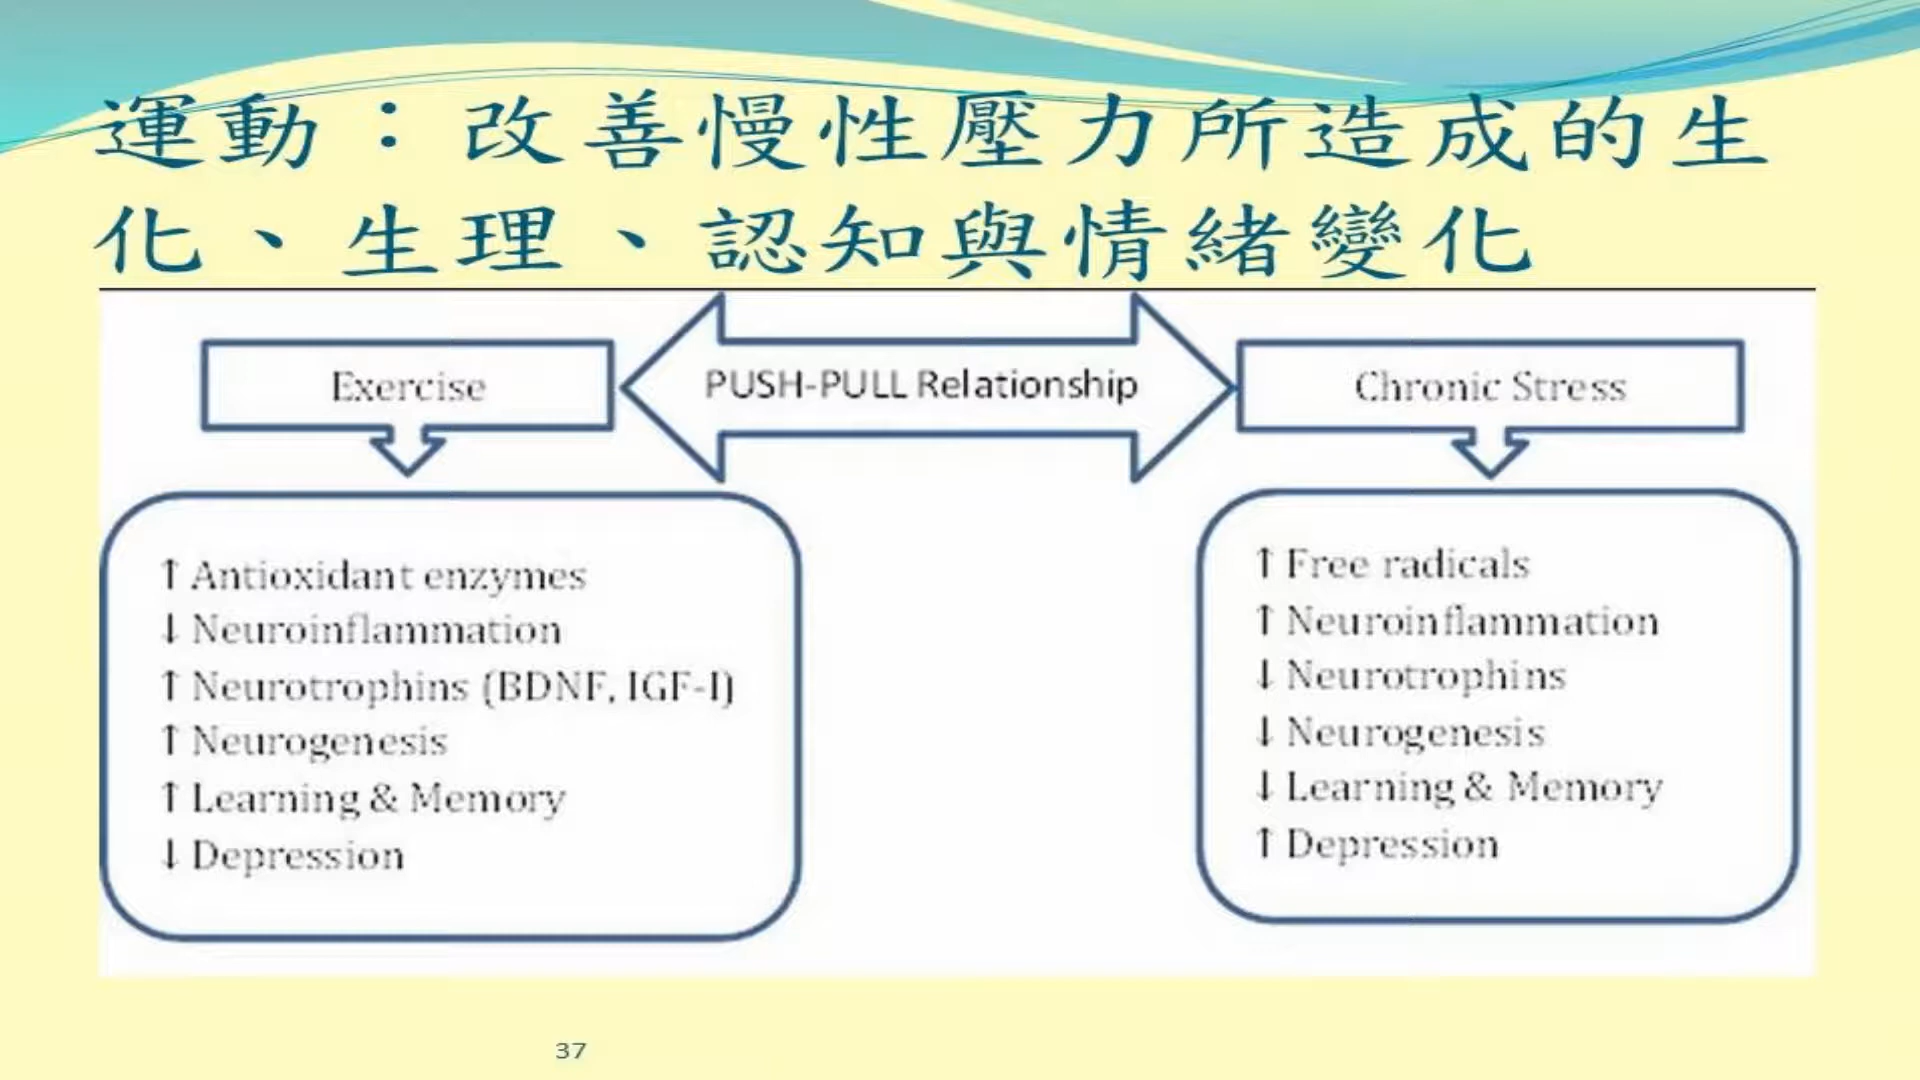 運動：改善慢性壓力所造成的生
化、生理、認知與情緒變化
Exercise
PUSH-PULL Relationship
Chronic Stress
↑ Antioxidant enzymes
↓ Neuroinflammation
↑ Neurotrophins (BDNF, IGF-I)
↑ Neurogenesis
↑ Learning & Memory
↓ Depression
↑ Free radicals
↑ Neuroinflammation
↓ Neurotrophins
↓ Neurogenesis
↓ Learning & Memory
↑ Depression
37